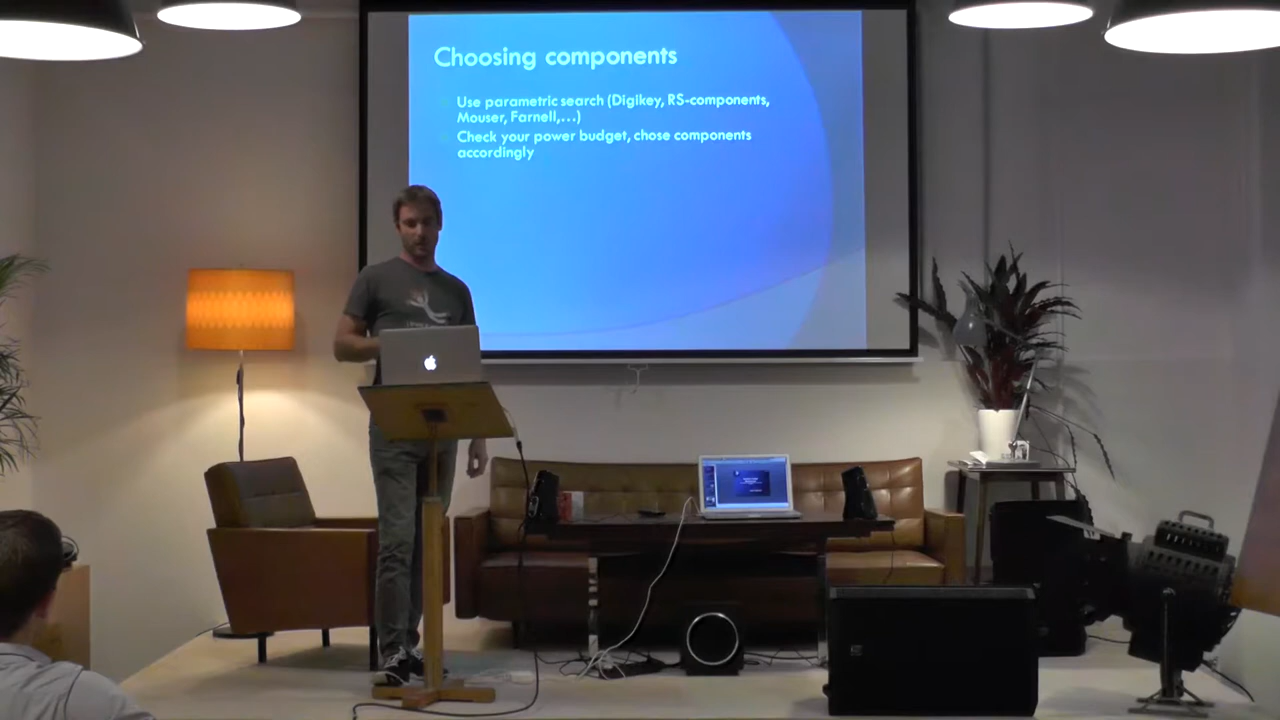 Choosing components
Use parametric search (Digikey, RS-components,
Mouser, Farnell,...)
Check your power budget, chose components
accordingly